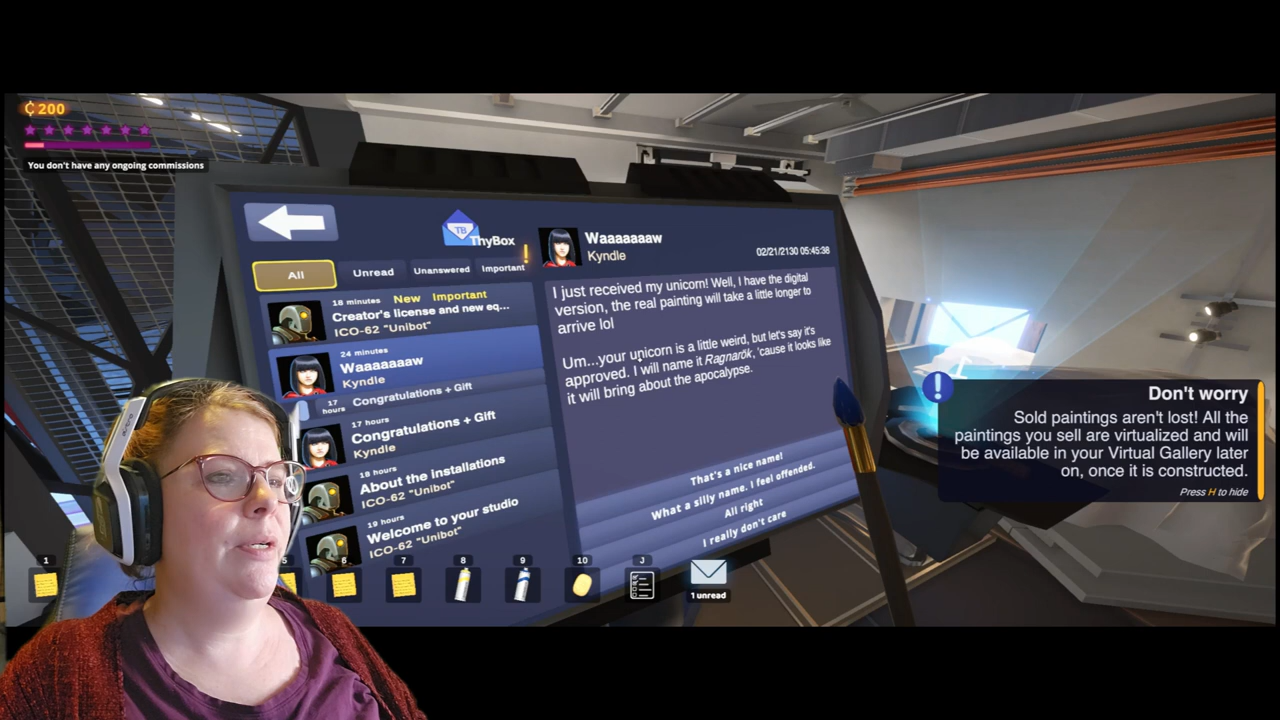 ₵ 200
You don't have any ongoing commissions
TB
ThyBox
All
Unread
Unanswered
Important
!
18 minutes New Important
Creator's license and new eq...
ICO-62 "Unibot"
24 minutes
Waaaaaaaw
Kyndle
17 hours
Congratulations + Gift
17 hours
Congratulations + Gift
Kyndle
18 hours
About the installations
ICO-62 "Unibot"
19 hours
Welcome to your studio
ICO-62 "Unibot"
Waaaaaaaw
Kyndle
02/21/2130 05:45:38
I just received my unicorn! Well, I have the digital
version, the real painting will take a little longer to
arrive lol
Um...your unicorn is a little weird, but let's say it's
approved. I will name it Ragnarök, 'cause it looks like
it will bring about the apocalypse.
That's a nice name!
What a silly name. I feel offended.
All right
I really don't care
!
Don't worry
Sold paintings aren't lost! All the
paintings you sell are virtualized and will
be available in your Virtual Gallery later
on, once it is constructed.
Press H to hide
1
5
6
7
8
9
10
J
1 unread